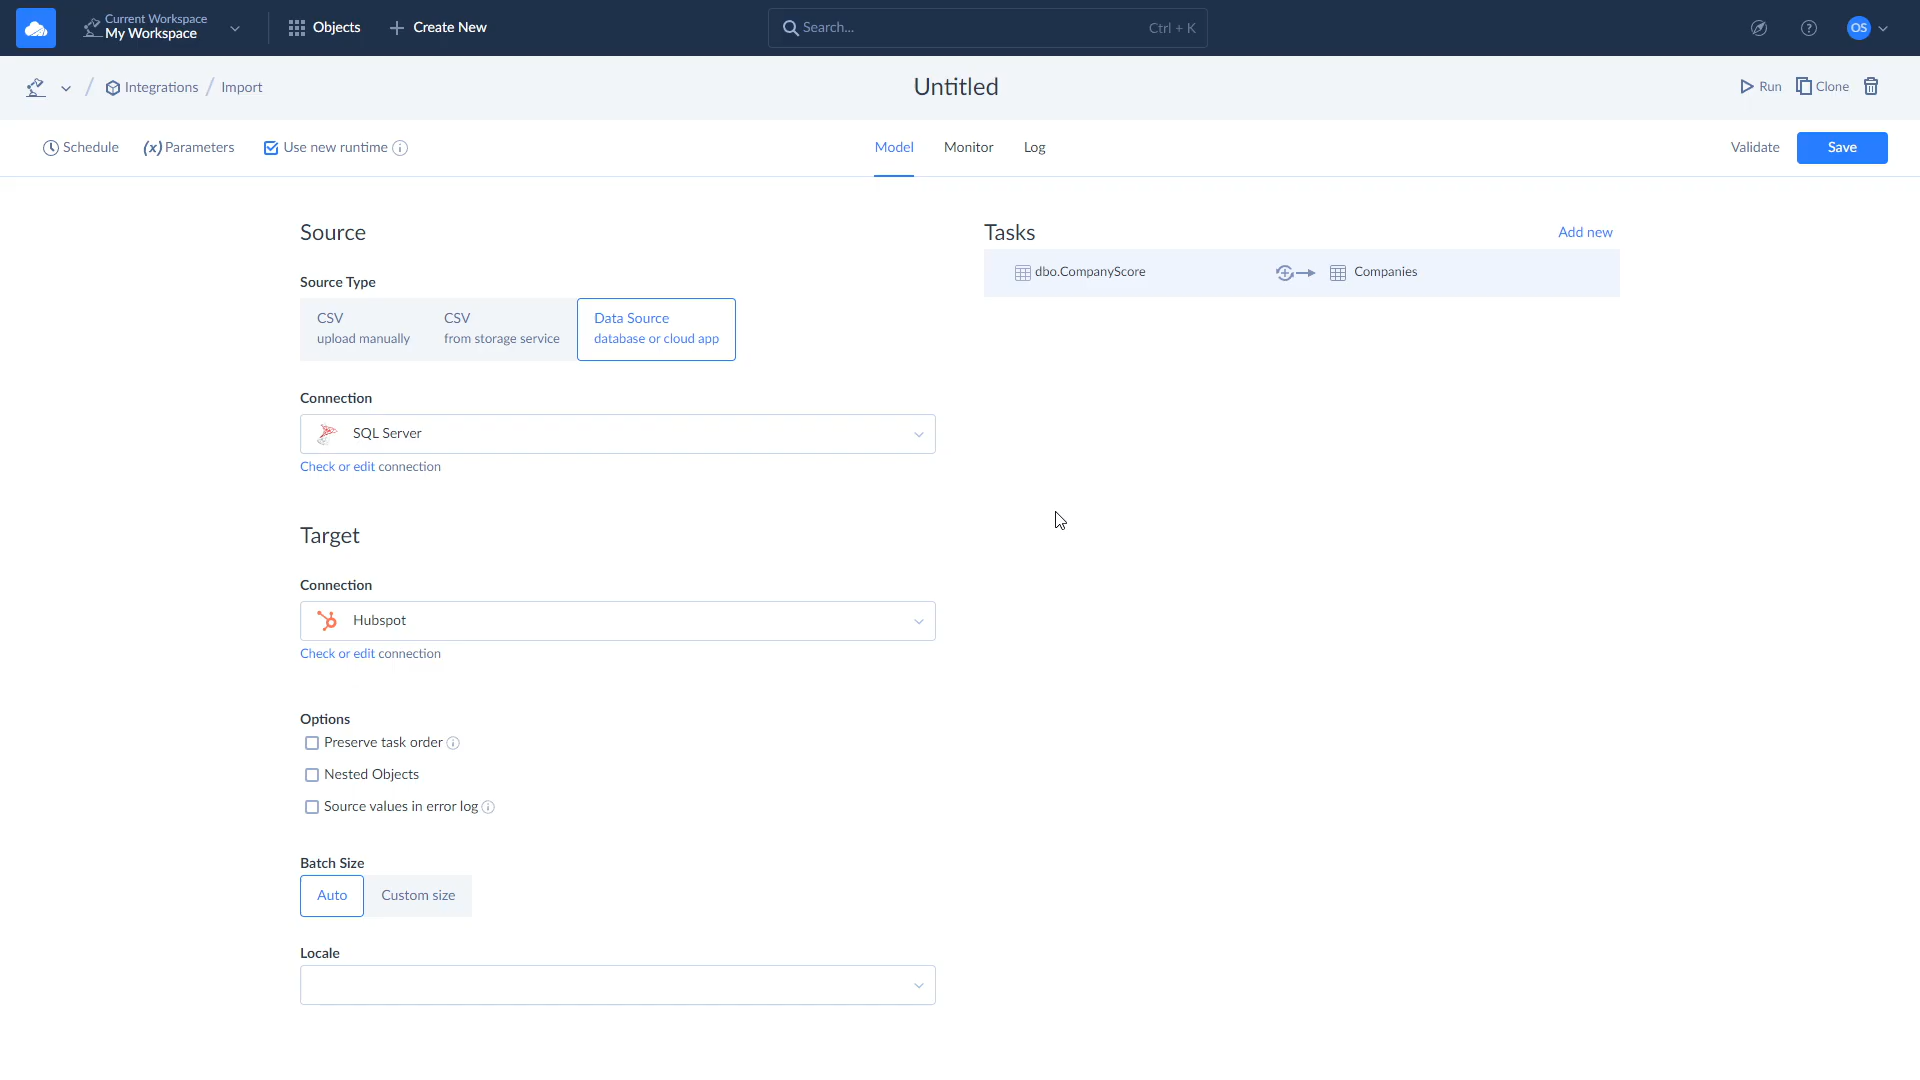 Current Workspace
My Workspace
Objects
Create New
Search...
Ctrl + K
OS
/ Integrations / Import
Untitled
Run
Clone
Schedule
(x) Parameters
Use new runtime
Model
Monitor
Log
Validate
Save
Source
Source Type
CSV
upload manually
CSV
from storage service
Data Source
database or cloud app
Connection
SQL Server
Check or edit connection
Target
Connection
Hubspot
Check or edit connection
Options
Preserve task order
Nested Objects
Source values in error log
Batch Size
Auto
Custom size
Locale
Tasks
Add new
dbo.CompanyScore
Companies